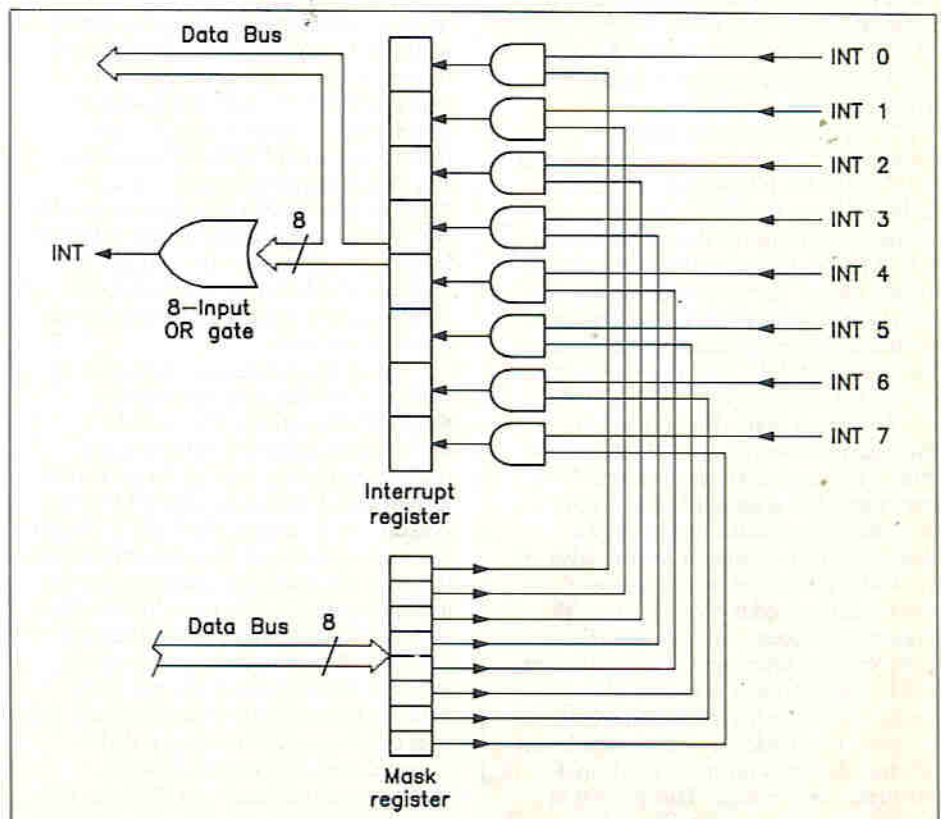 Data Bus
INT 0
INT 1
INT 2
INT 3
INT 4
INT 5
INT 6
INT 7
8
INT
8-Input
OR gate
Interrupt
register
Data Bus
8
Mask
register